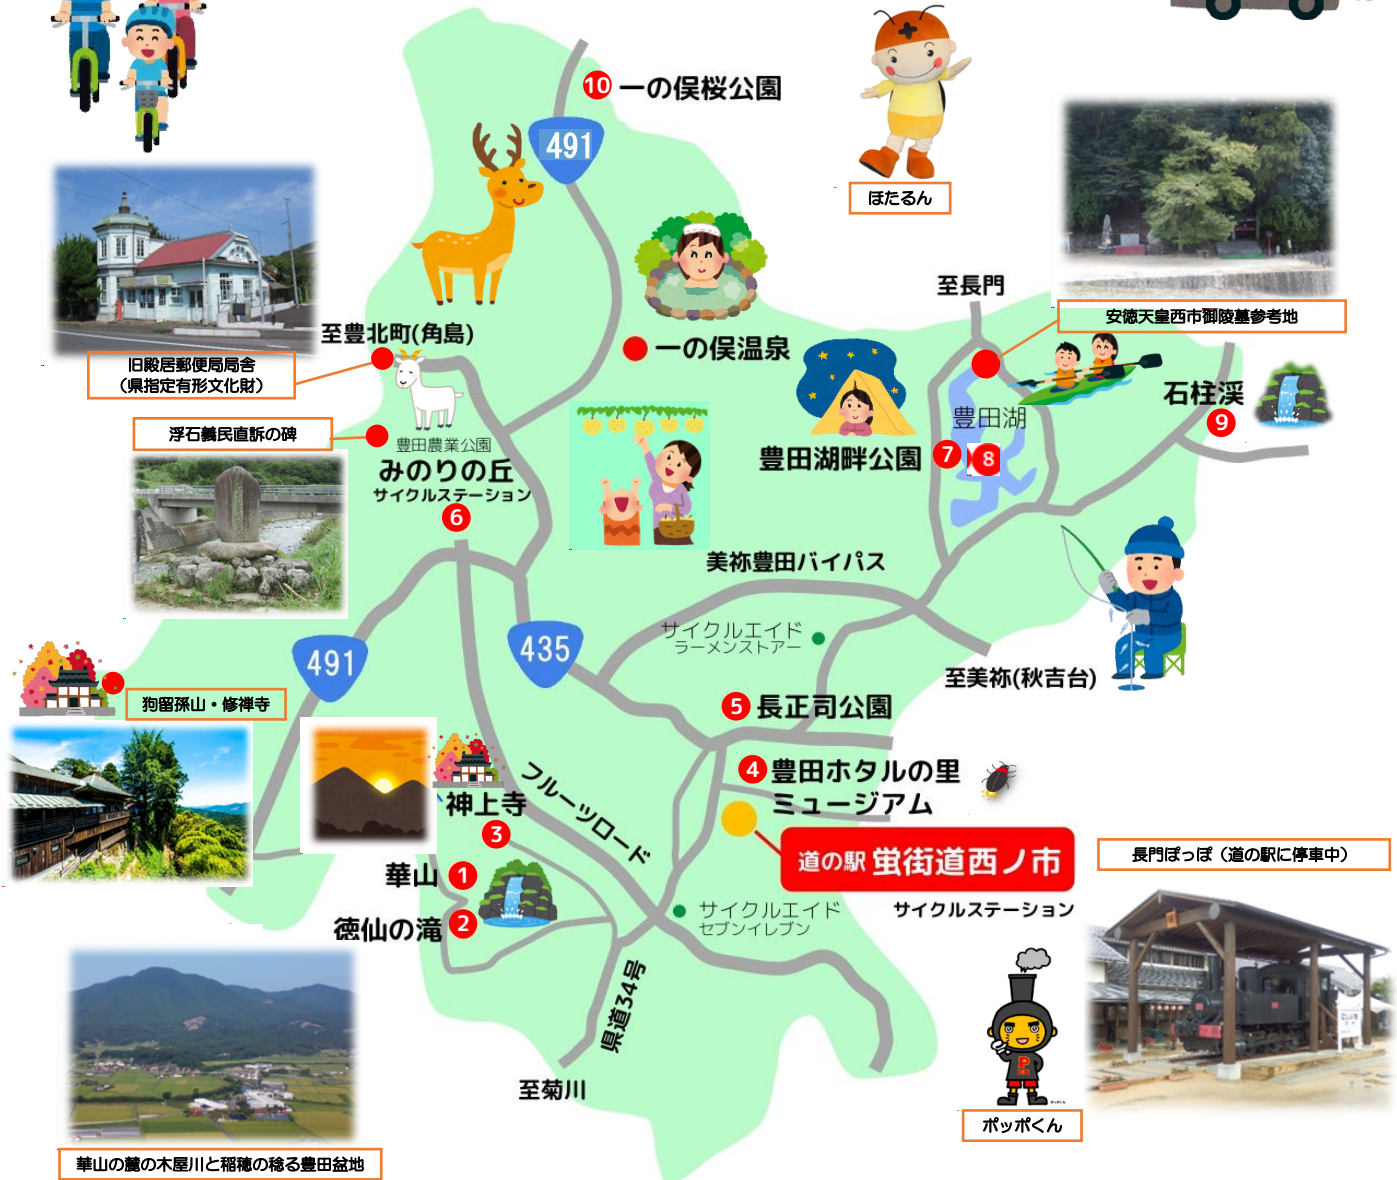 10 一の俣桜公園
491
ほたるん
至長門
安徳天皇西市御陵墓参考地
至豊北町(角島)
一の俣温泉
旧殿居郵便局局舎
（県指定有形文化財）
石柱渓
9
豊田湖
浮石義民直訴の碑
豊田農業公園
みのりの丘
サイクルステーション
6
豊田湖畔公園 7 8
美祢豊田バイパス
サイクルエイド
ラーメンストアー
435
491
至美祢(秋吉台)
狗留孫山・修禅寺
5 長正司公園
4 豊田ホタルの里
ミュージアム
フルーツロード
神上寺
3
道の駅 蛍街道西ノ市
サイクルステーション
長門ぽっぽ（道の駅に停車中）
華山 1
徳仙の滝 2
サイクルエイド
セブンイレブン
県道34号
至菊川
P
ポッポくん
華山の麓の木屋川と稲穂の稔る豊田盆地